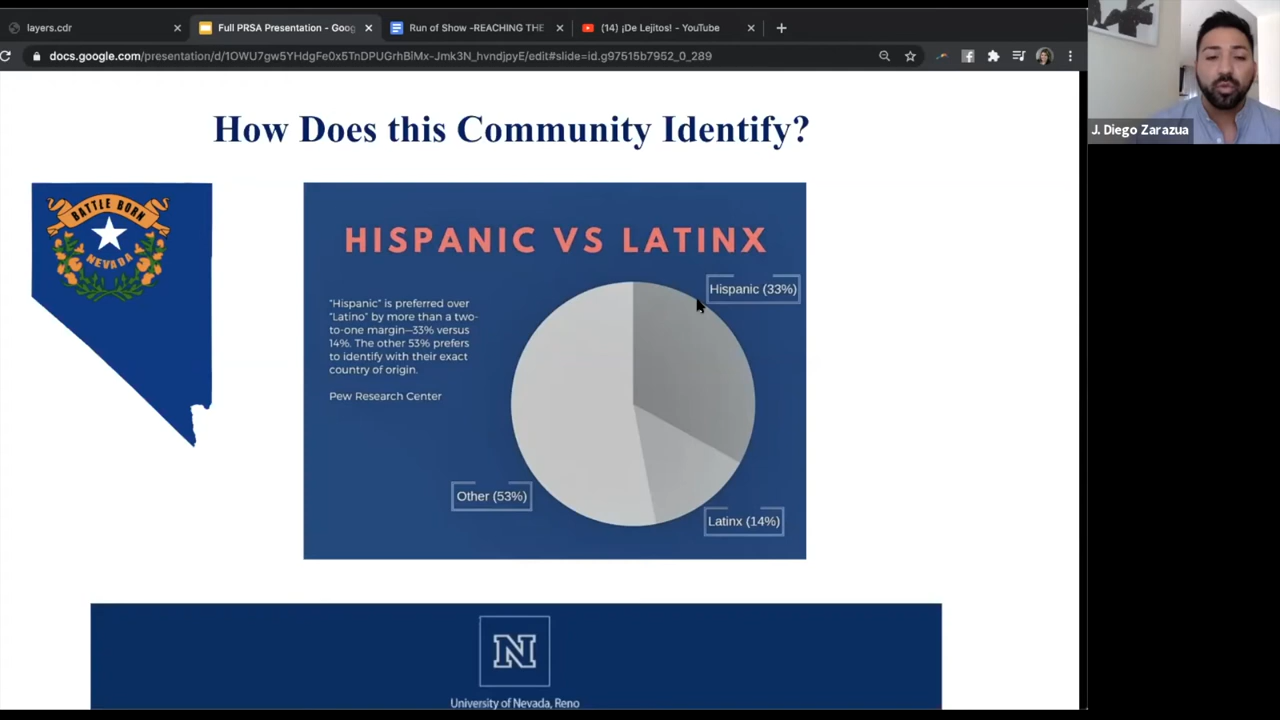 layers.cdr
Full PRSA Presentation - Goog
Run of Show -REACHING THE
(14) ¡De Lejitos! - YouTube
docs.google.com/presentation/d/1OWU7gw5YHdgFe0x5TnDPUGrhBiMx-Jmk3N_hvndjpyE/edit#slide=id.g97515b7952_0_289
J. Diego Zarazua
How Does this Community Identify?
BATTLE BORN
NEVADA
HISPANIC VS LATINX
"Hispanic" is preferred over
"Latino" by more than a two-
to-one margin—33% versus
14%. The other 53% prefers
to identify with their exact
country of origin.
Pew Research Center
Hispanic (33%)
Other (53%)
Latinx (14%)
N
University of Nevada, Reno